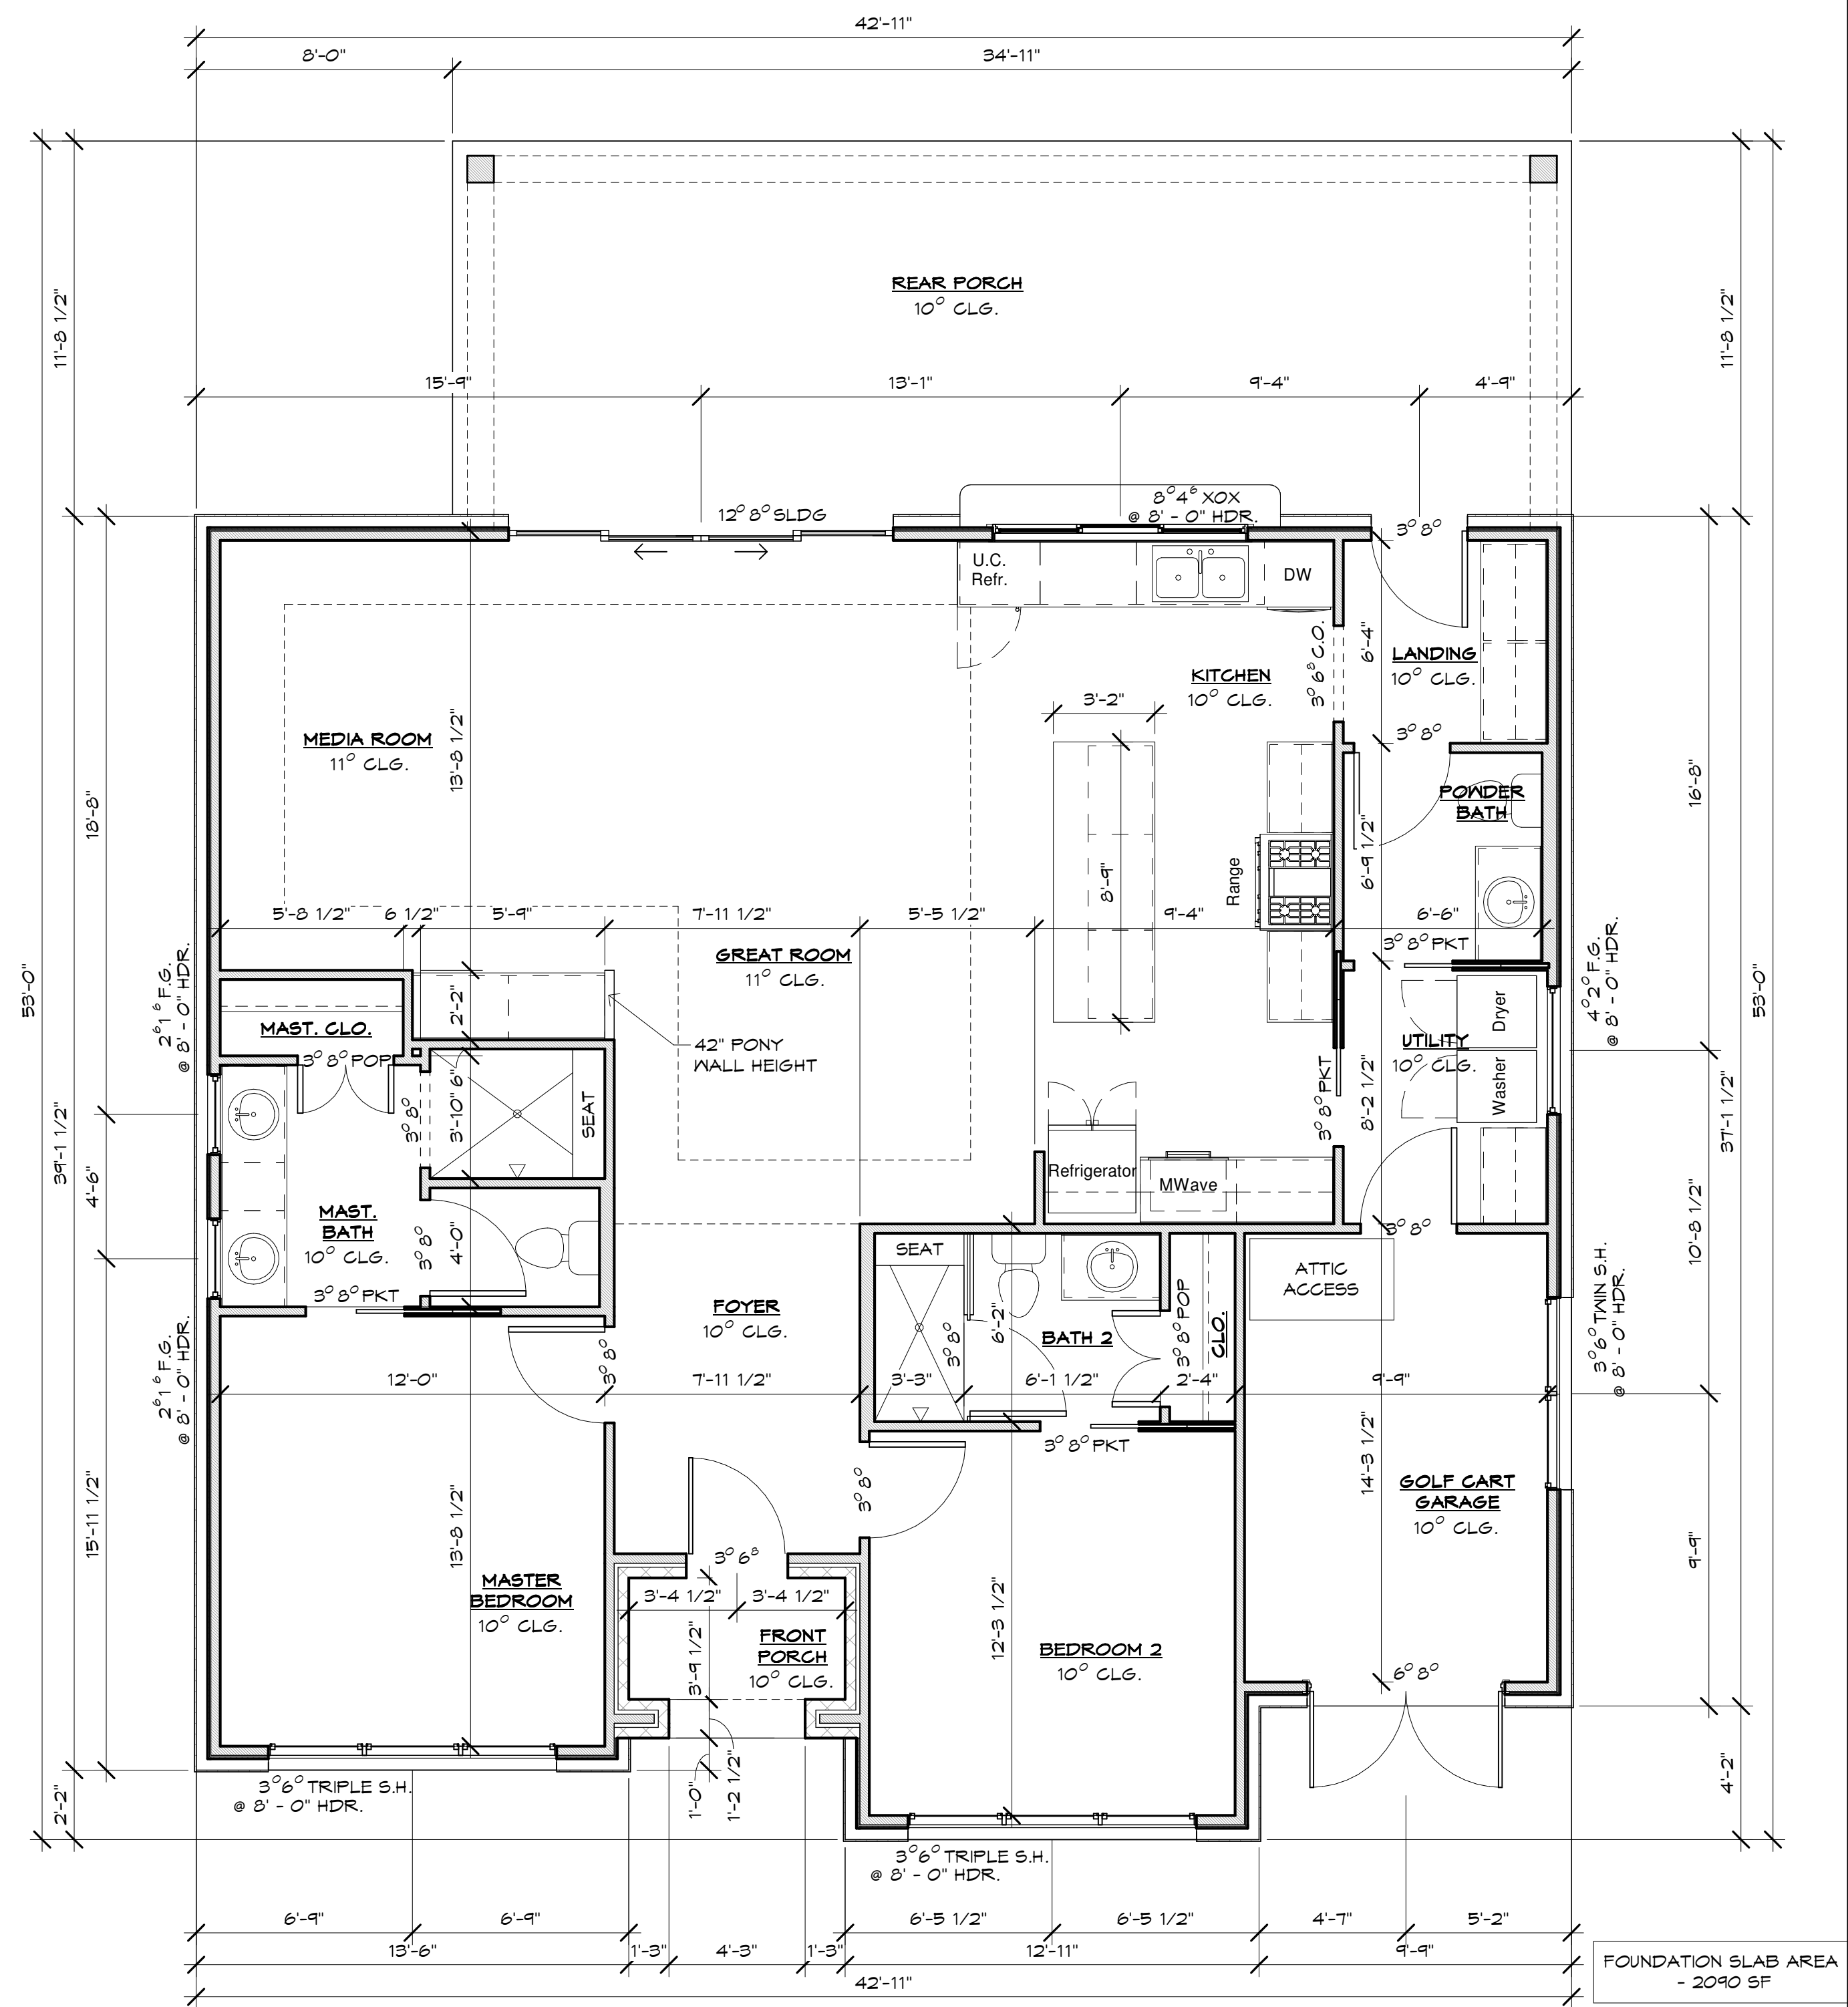 42'-11"
8'-0"
34'-11"
11'-8 1/2"
REAR PORCH
10⁰ CLG.
11'-8 1/2"
15'-9"
13'-1"
9'-4"
4'-9"
12⁰ 8⁰ SLDG
8⁰ 4⁶ XOX
@ 8' - 0" HDR.
3⁰ 8⁰
U.C.
Refr.
DW
3⁰ 6⁸ C.O.
6'-4"
LANDING
10⁰ CLG.
KITCHEN
10⁰ CLG.
3'-2"
3⁰ 8⁰
MEDIA ROOM
11⁰ CLG.
13'-8 1/2"
18'-8"
16'-8"
POWDER
BATH
6'-9 1/2"
8'-9"
Range
5'-8 1/2"
6 1/2"
5'-9"
7'-11 1/2"
5'-5 1/2"
9'-4"
6'-6"
3⁰ 8⁰ PKT
GREAT ROOM
11⁰ CLG.
53'-0"
2⁶ 1⁶ F.G.
@ 8' - 0" HDR.
4⁰ 2⁰ F.G.
@ 8' - 0" HDR.
53'-0"
2'-2"
MAST. CLO.
3⁰ 8⁰ POP
42" PONY
WALL HEIGHT
Dryer
UTILITY
10⁰ CLG.
Washer
6"
3'-10"
3⁰ 8⁰
SEAT
3⁰ 8⁰ PKT
8'-2 1/2"
39'-1 1/2"
37'-1 1/2"
4'-6"
Refrigerator
MWave
10'-8 1/2"
MAST.
BATH
10⁰ CLG.
3⁰ 8⁰
4'-0"
3⁰ 8⁰
SEAT
ATTIC
ACCESS
3⁰ 8⁰ PKT
FOYER
10⁰ CLG.
6'-2"
BATH 2
3⁰ 8⁰
3⁰ 8⁰ POP
CLO.
3⁰ 6⁰ TWIN S.H.
@ 8' - 0" HDR.
2⁶ 1⁶ F.G.
@ 8' - 0" HDR.
3⁰ 8⁰
12'-0"
7'-11 1/2"
3'-3"
6'-1 1/2"
2'-4"
9'-9"
3⁰ 8⁰ PKT
14'-3 1/2"
3⁰ 8⁰
GOLF CART
GARAGE
10⁰ CLG.
15'-11 1/2"
13'-8 1/2"
9'-9"
3⁰ 6⁸
MASTER
BEDROOM
10⁰ CLG.
3'-4 1/2"
3'-4 1/2"
12'-3 1/2"
FRONT
PORCH
10⁰ CLG.
3'-9 1/2"
BEDROOM 2
10⁰ CLG.
6⁰ 8⁰
1'-0"
1'-2 1/2"
3⁰ 6⁰ TRIPLE S.H.
@ 8' - 0" HDR.
2'-2"
4'-2"
3⁰ 6⁰ TRIPLE S.H.
@ 8' - 0" HDR.
6'-9"
6'-9"
6'-5 1/2"
6'-5 1/2"
4'-7"
5'-2"
13'-6"
1'-3"
4'-3"
1'-3"
12'-11"
9'-9"
42'-11"
FOUNDATION SLAB AREA
- 2090 SF